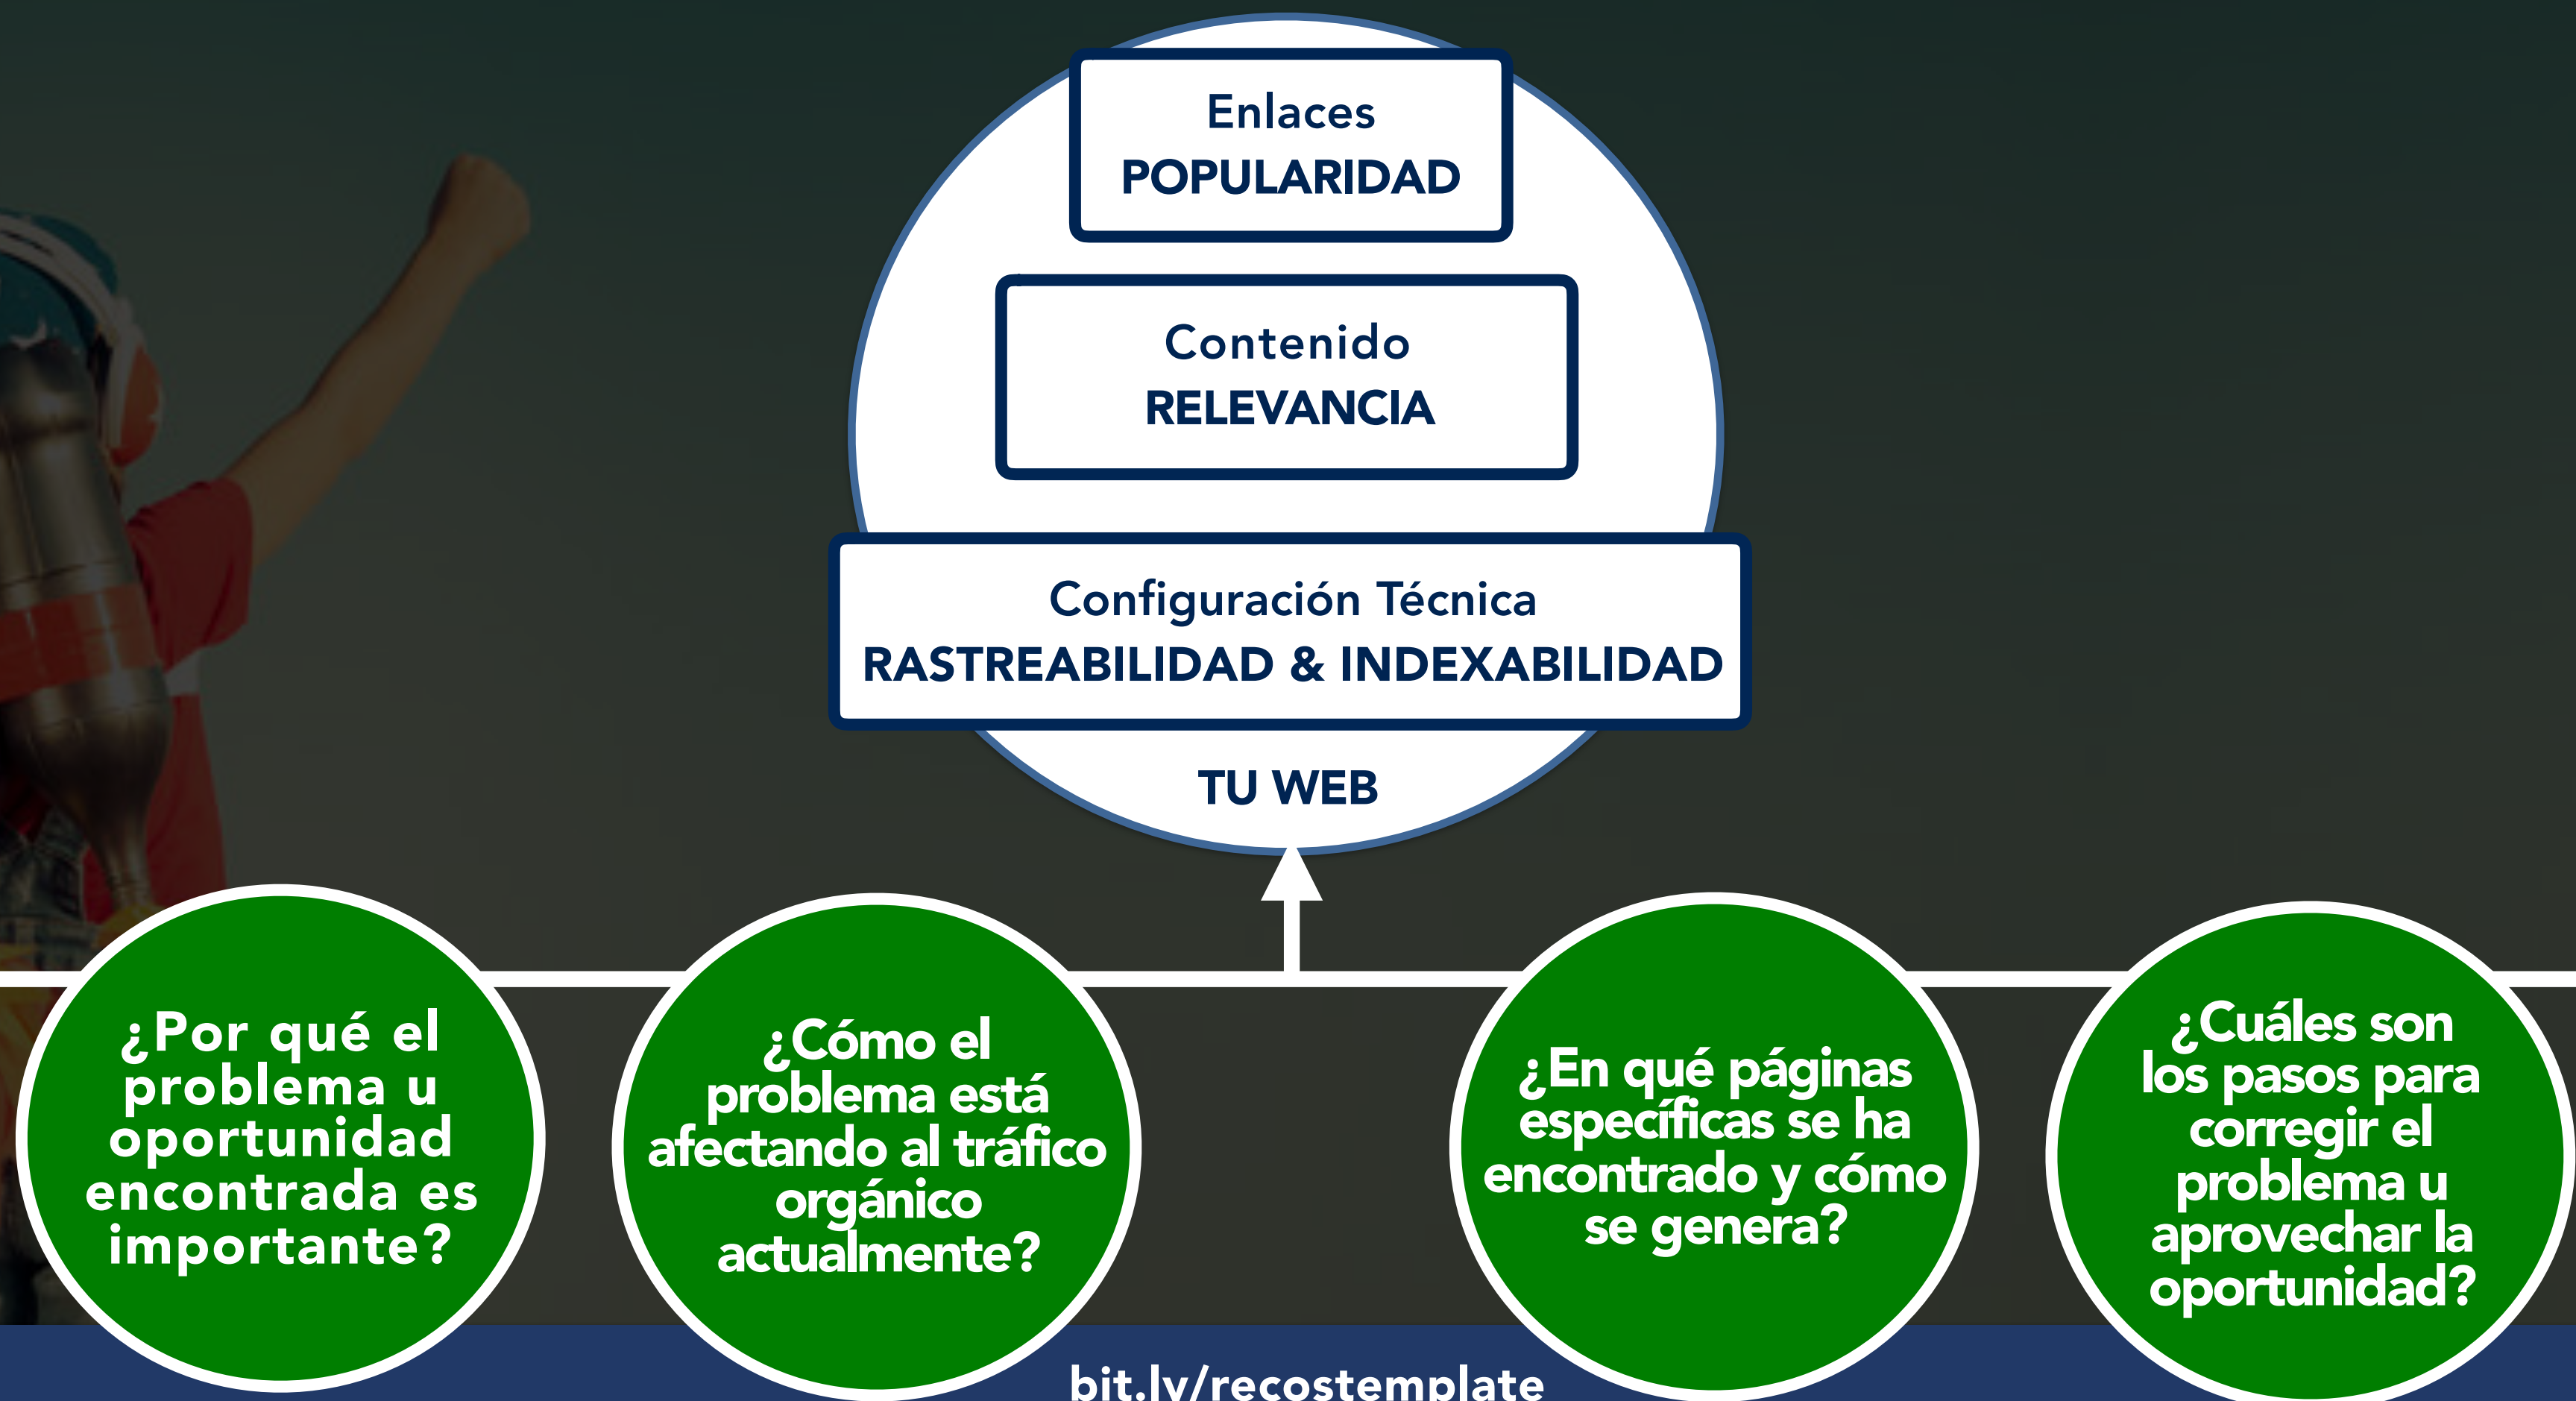 Enlaces
POPULARIDAD
Contenido
RELEVANCIA
Configuración Técnica
RASTREABILIDAD & INDEXABILIDAD
TU WEB
¿Por qué el
problema u
oportunidad
encontrada es
importante?
¿Cómo el
problema está
afectando al tráfico
orgánico
actualmente?
¿En qué páginas
específicas se ha
encontrado y cómo
se genera?
¿Cuáles son
los pasos para
corregir el
problema u
aprovechar la
oportunidad?
bit.ly/recostemplate